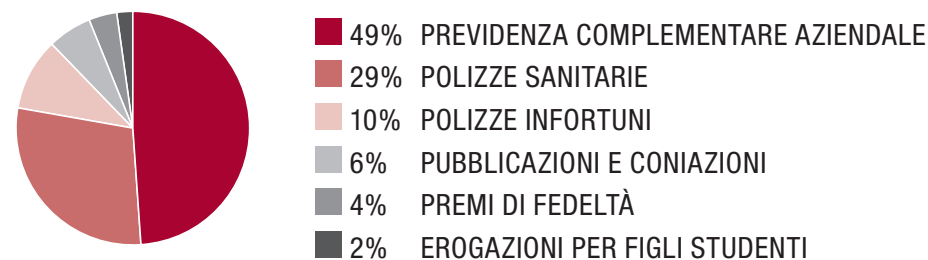 49% PREVIDENZA COMPLEMENTARE AZIENDALE
29% POLIZZE SANITARIE
10% POLIZZE INFORTUNI
6% PUBBLICAZIONI E CONIAZIONI
4% PREMI DI FEDELTÀ
2% EROGAZIONI PER FIGLI STUDENTI